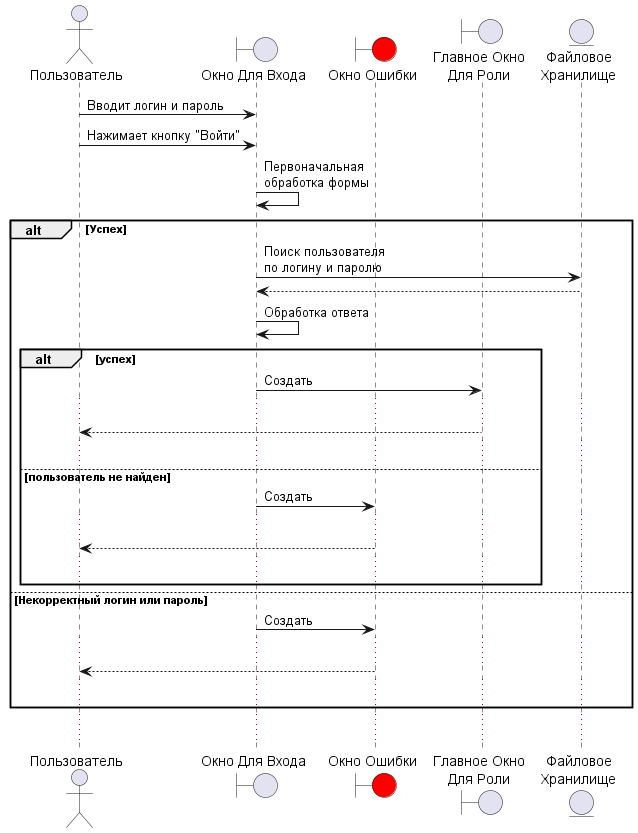 Пользователь
Окно Для Входа
Окно Ошибки
Главное Окно
Для Роли
Файловое
Хранилище
Вводит логин и пароль
Нажимает кнопку "Войти"
Первоначальная
обработка формы
alt
[Успех]
Поиск пользователя
по логину и паролю
Обработка ответа
alt
[успех]
Создать
[пользователь не найден]
Создать
[Некорректный логин или пароль]
Создать
Пользователь
Окно Для Входа
Окно Ошибки
Главное Окно
Для Роли
Файловое
Хранилище